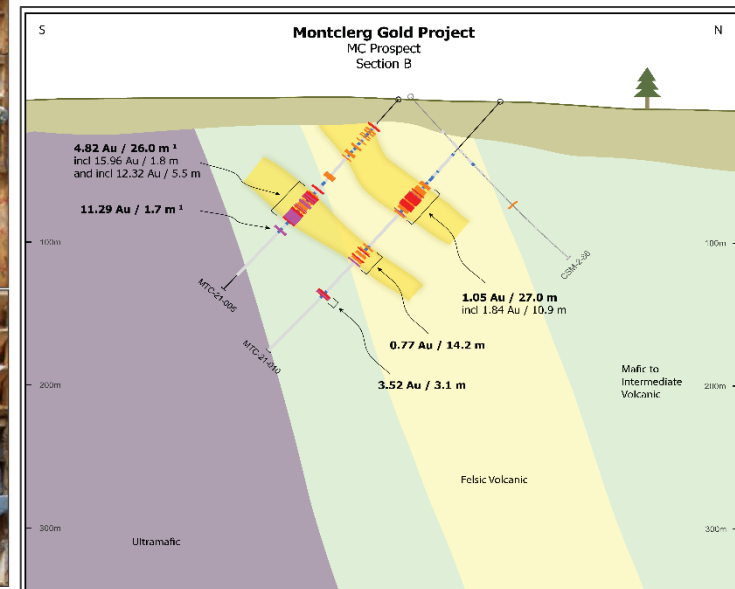 S
Montclerg Gold Project
N
MC Prospect
Section B
4.82 Au / 26.0 m ¹
incl 15.96 Au / 1.8 m
and incl 12.32 Au / 5.5 m
11.29 Au / 1.7 m ¹
100m
100m
CSM-2-86
MTC-21-005
1.05 Au / 27.0 m
incl 1.84 Au / 10.9 m
0.77 Au / 14.2 m
MTC-21-010
3.52 Au / 3.1 m
Mafic to
Intermediate
Volcanic
200m
200m
Felsic Volcanic
300m
300m
Ultramafic